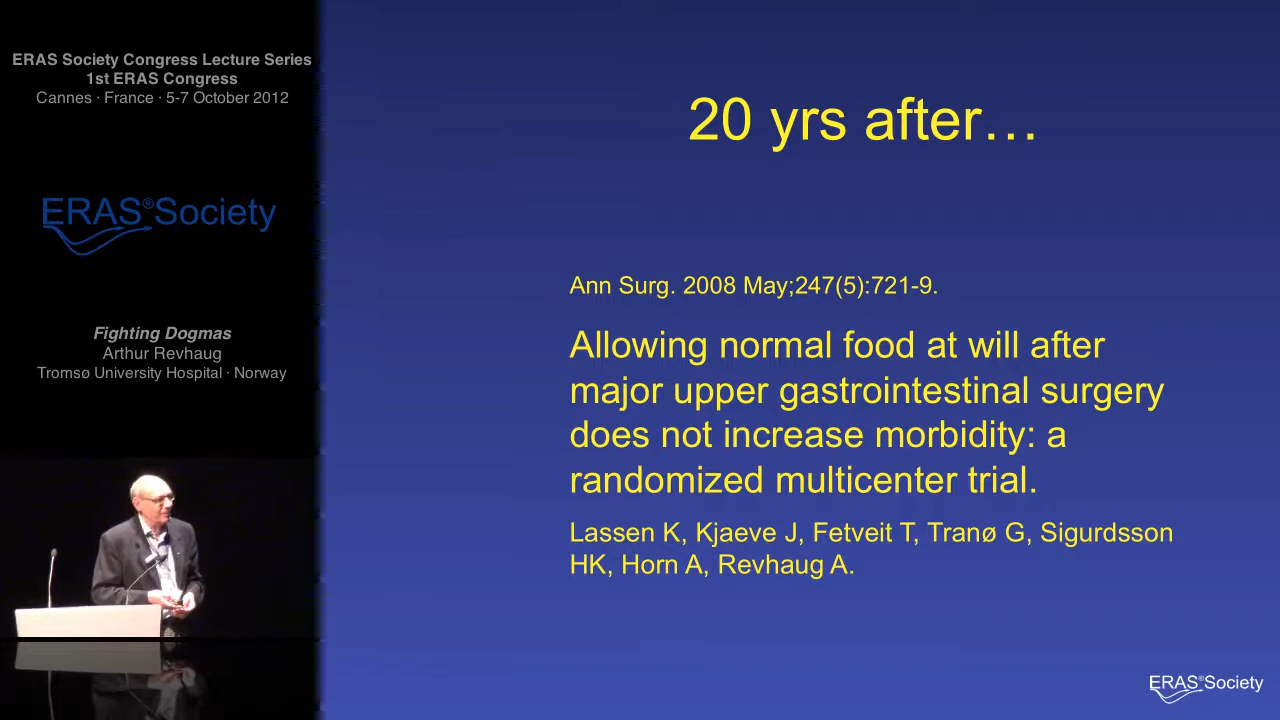 ERAS Society Congress Lecture Series
1st ERAS Congress
Cannes · France · 5-7 October 2012
ERAS®Society
Fighting Dogmas
Arthur Revhaug
Tromsø University Hospital · Norway
20 yrs after…
Ann Surg. 2008 May;247(5):721-9.
Allowing normal food at will after
major upper gastrointestinal surgery
does not increase morbidity: a
randomized multicenter trial.
Lassen K, Kjaeve J, Fetveit T, Tranø G, Sigurdsson
HK, Horn A, Revhaug A.
ERAS®Society